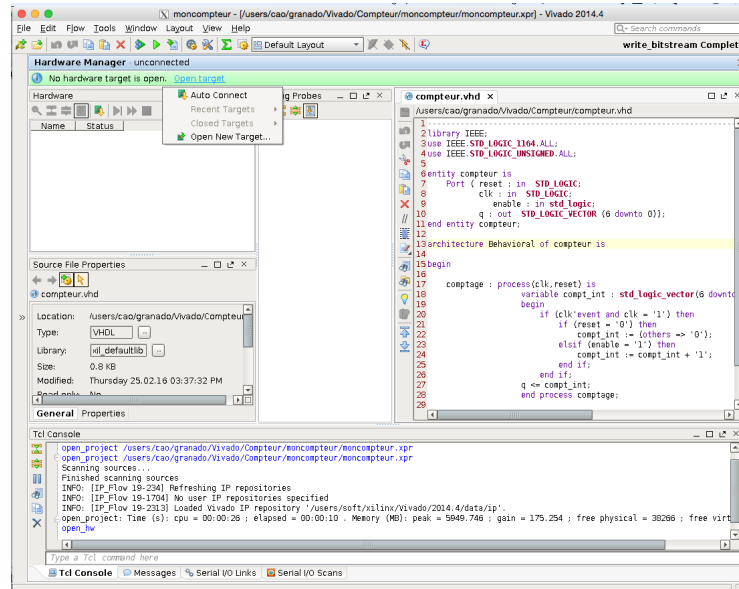 moncompteur - [/users/cao/granado/Vivado/Compteur/moncompteur/moncompteur.xpr] - Vivado 2014.4
File Edit Flow Tools Window Layout View Help
Search commands
Default Layout
write_bitstream Complet
Hardware Manager - unconnected
No hardware target is open. Open target
Auto Connect
Recent Targets
Closed Targets
Open New Target...
Hardware
g Probes
Name Status
compteur.vhd
/users/cao/granado/Vivado/Compteur/compteur.vhd
1 --------------------------------
2 library IEEE;
3 use IEEE.STD_LOGIC_1164.ALL;
4 use IEEE.STD_LOGIC_UNSIGNED.ALL;
5
6 entity compteur is
7 Port ( reset : in STD_LOGIC;
8 clk : in STD_LOGIC;
9 enable : in std_logic;
10 q : out STD_LOGIC_VECTOR (6 downto 0));
11 end entity compteur;
12
13 architecture Behavioral of compteur is
14
15 begin
16
17 comptage : process(clk,reset) is
18 variable compt_int : std_logic_vector(6 downto
19 begin
20 if (clk'event and clk = '1') then
21 if (reset = '0') then
22 compt_int := (others => '0');
23 elsif (enable = '1') then
24 compt_int := compt_int + '1';
25 end if;
26 end if;
27 q <= compt_int;
28 end process comptage;
29
Source File Properties
compteur.vhd
Location: /users/cao/granado/Vivado/Compteur
Type: VHDL
Library: xil_defaultlib
Size: 0.8 KB
Modified: Thursday 25.02.16 03:37:32 PM
Read only: No
General Properties
Tcl Console
open_project /users/cao/granado/Vivado/Compteur/moncompteur/moncompteur.xpr
open_project /users/cao/granado/Vivado/Compteur/moncompteur/moncompteur.xpr
Scanning sources...
Finished scanning sources
INFO: [IP_Flow 19-234] Refreshing IP repositories
INFO: [IP_Flow 19-1704] No user IP repositories specified
INFO: [IP_Flow 19-2313] Loaded Vivado IP repository '/users/soft/xilinx/Vivado/2014.4/data/ip'.
open_project: Time (s): cpu = 00:00:26 ; elapsed = 00:00:10 . Memory (MB): peak = 5949.746 ; gain = 175.254 ; free physical = 38266 ; free virt
open_hw
Type a Tcl command here
Tcl Console Messages Serial I/O Links Serial I/O Scans